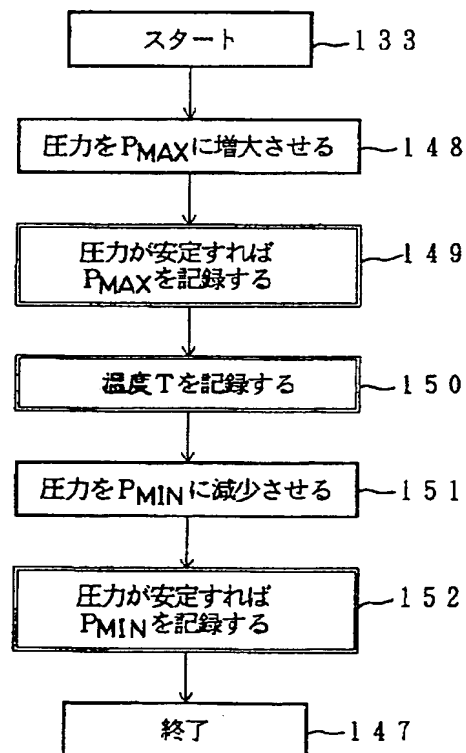 スタート
133
圧力をPMAXに増大させる
148
圧力が安定すれば
PMAXを記録する
149
温度Tを記録する
150
圧力をPMINに減少させる
151
圧力が安定すれば
PMINを記録する
152
終了
147